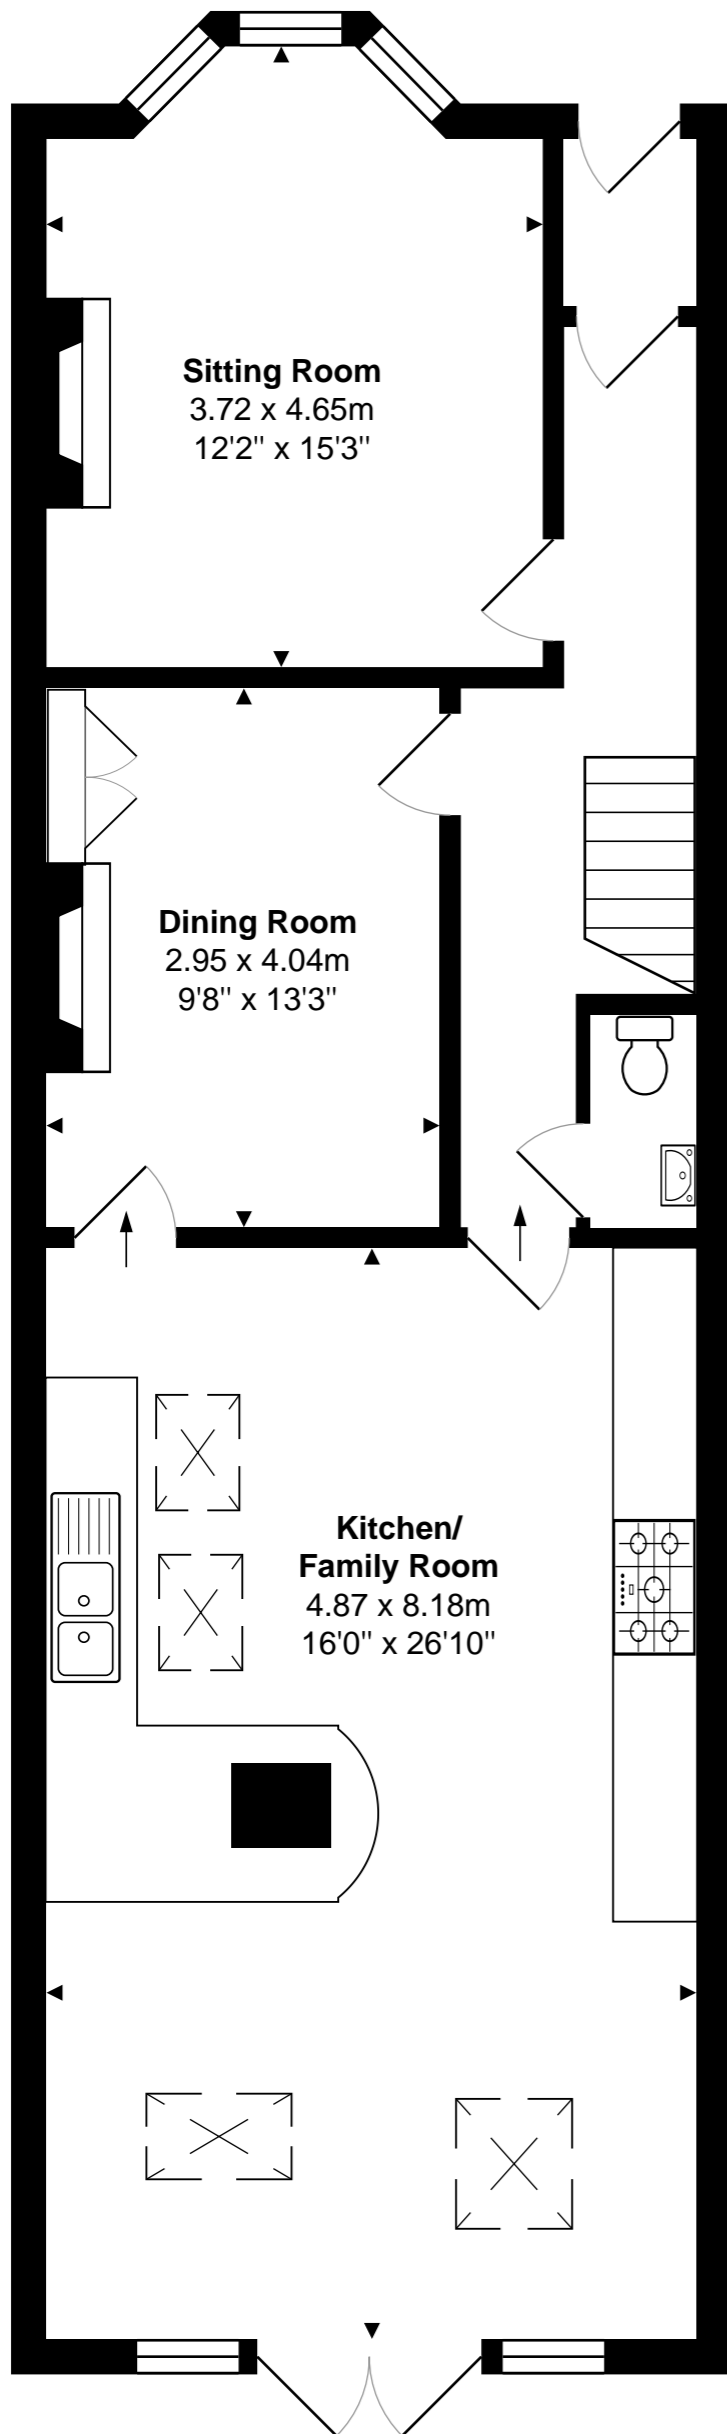 Sitting Room
3.72 x 4.65m
12'2" x 15'3"
Dining Room
2.95 x 4.04m
9'8" x 13'3"
Kitchen/
Family Room
4.87 x 8.18m
16'0" x 26'10"